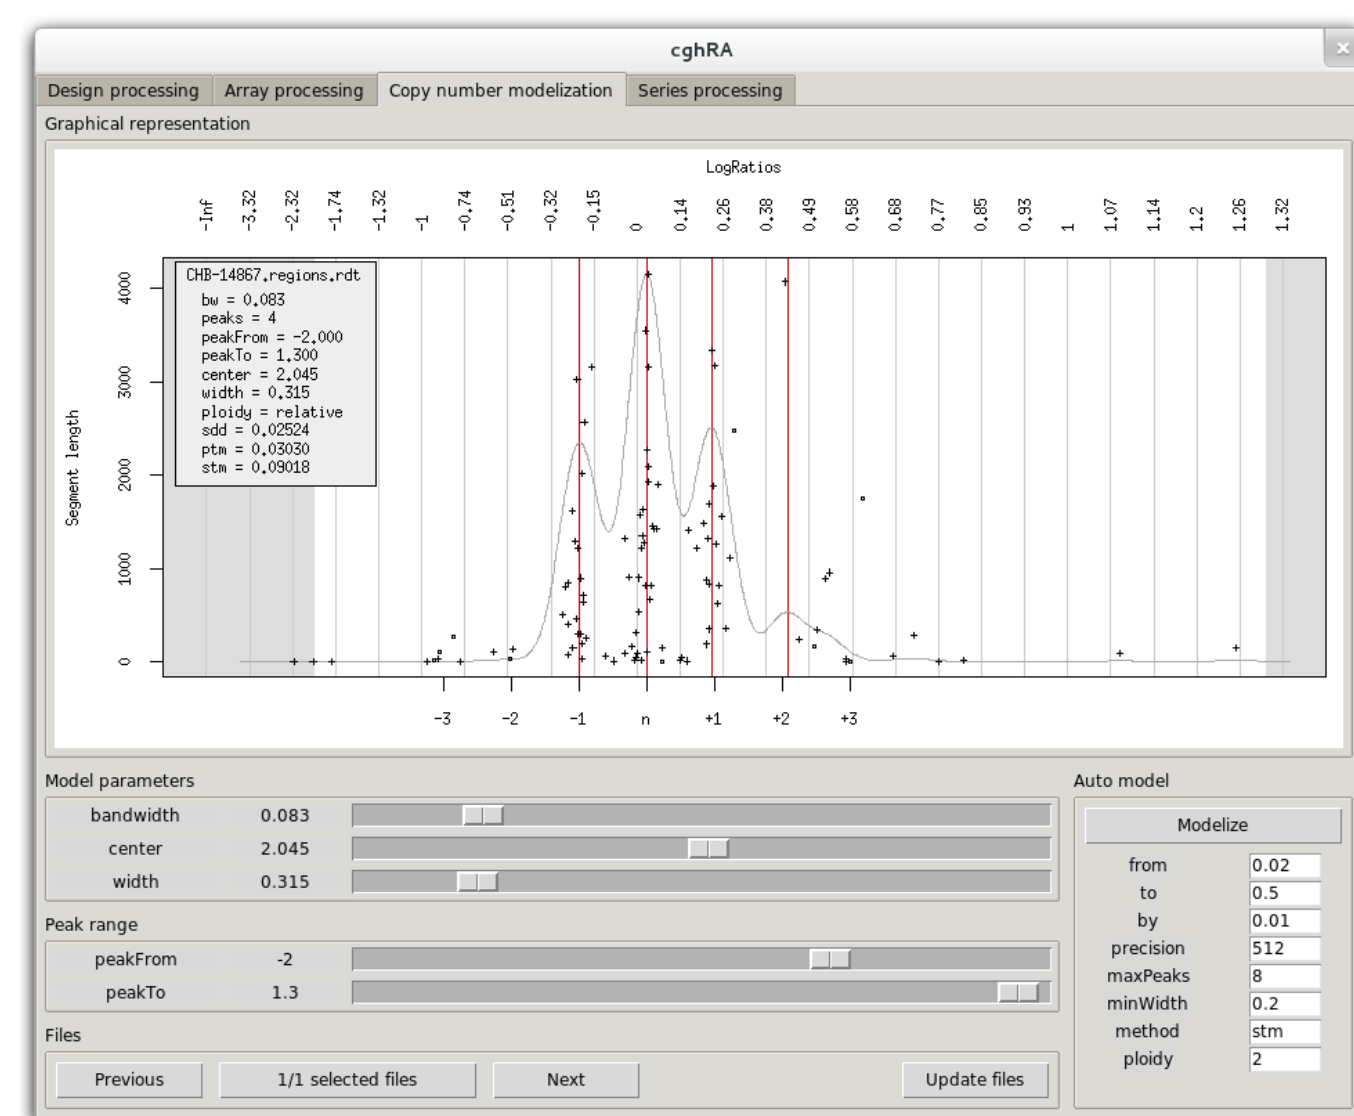 cghRA
Design processing Array processing Copy number modelization Series processing
Graphical representation
LogRatios
-Inf -3.32 -2.32 -1.74 -1.32 -1 -0.74 -0.51 -0.32 -0.15 0 0.14 0.26 0.38 0.49 0.58 0.68 0.77 0.85 0.93 1 1.07 1.14 1.2 1.26 1.32
Segment length
4000
3000
2000
1000
0
CHB-14867.regions.rdt
bw = 0.083
peaks = 4
peakFrom = -2.000
peakTo = 1.300
center = 2.045
width = 0.315
ploidy = relative
sdd = 0.02524
ptm = 0.03030
stm = 0.09018
-3 -2 -1 n +1 +2 +3
Model parameters
bandwidth 0.083
center 2.045
width 0.315
Peak range
peakFrom -2
peakTo 1.3
Files
Previous 1/1 selected files Next Update files
Auto model
Modelize
from 0.02
to 0.5
by 0.01
precision 512
maxPeaks 8
minWidth 0.2
method stm
ploidy 2